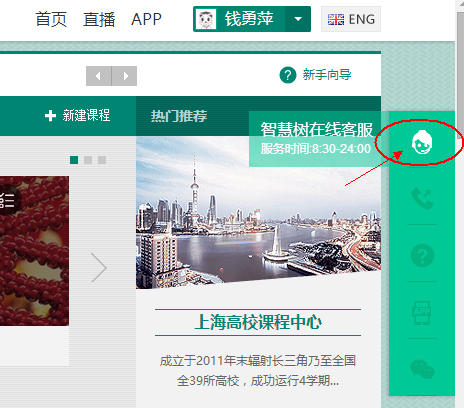 首页 直播 APP 钱勇萍 ENG
? 新手向导
新建课程 热门推荐
智慧树在线客服
服务时间:8:30-24:00
?
APP
上海高校课程中心
成立于2011年末辐射长三角乃至全国
全39所高校，成功运行4学期...